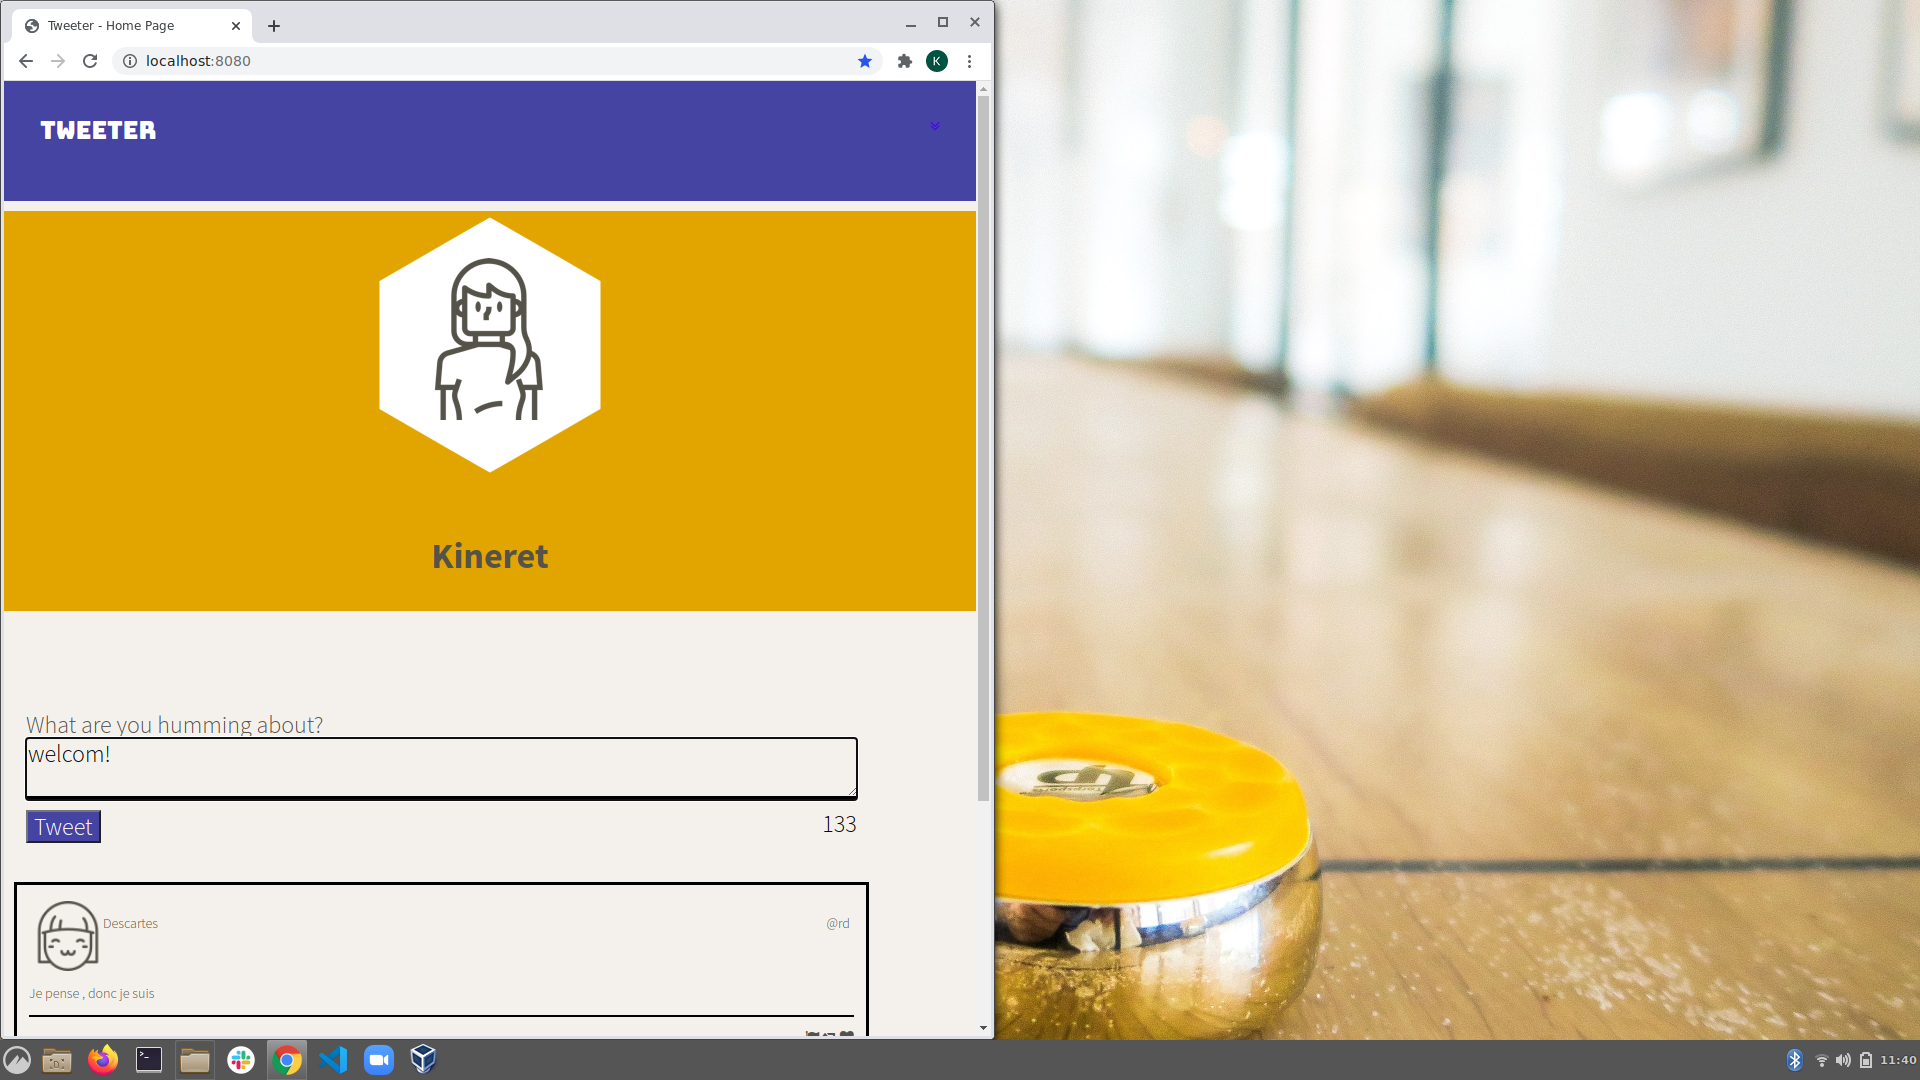 Tweeter - Home Page
localhost:8080
K
TWEETER
Kineret
What are you humming about?
welcom!
Tweet
133
Descartes
@rd
Je pense , donc je suis
11:40